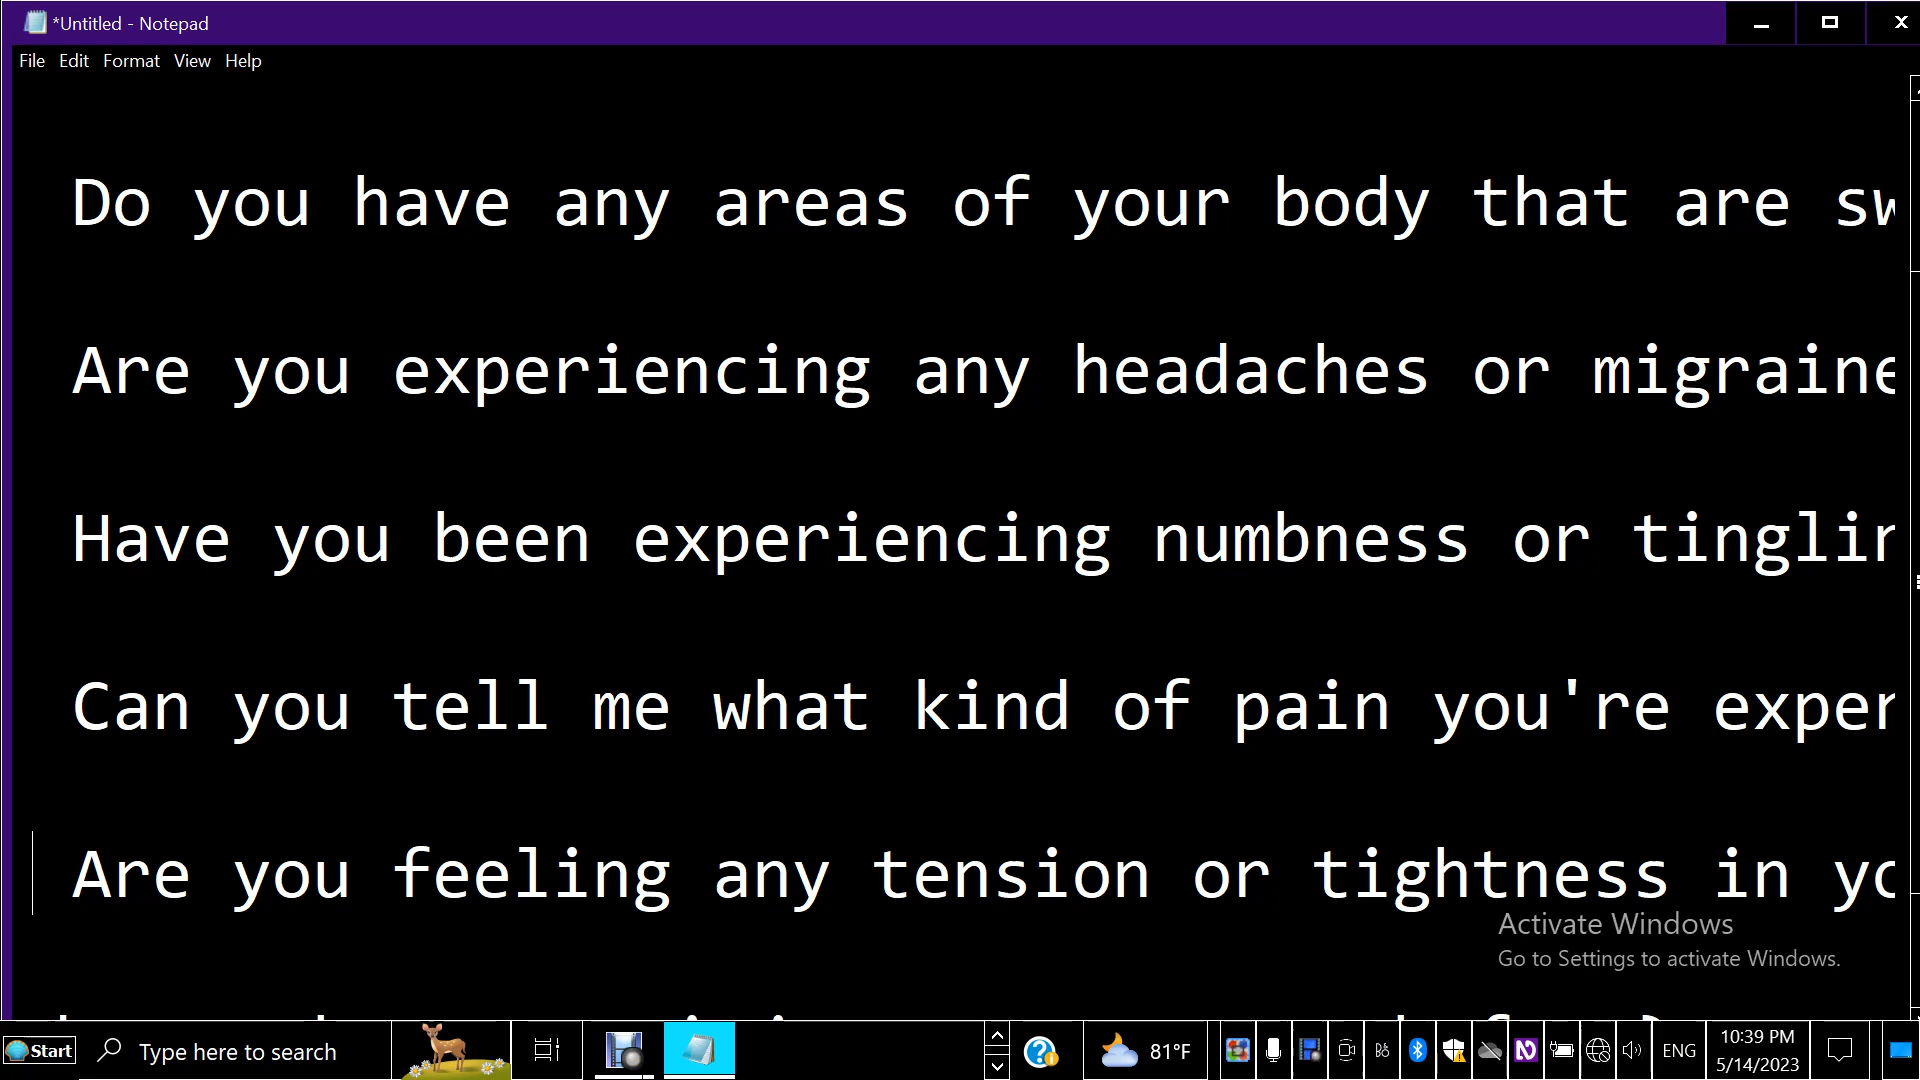 *Untitled - Notepad
File Edit Format View Help
Do you have any areas of your body that are sw
Are you experiencing any headaches or migraine
Have you been experiencing numbness or tinglin
Can you tell me what kind of pain you're exper
Are you feeling any tension or tightness in yo
Activate Windows
Go to Settings to activate Windows.
Start
Type here to search
81°F
ENG
10:39 PM
5/14/2023